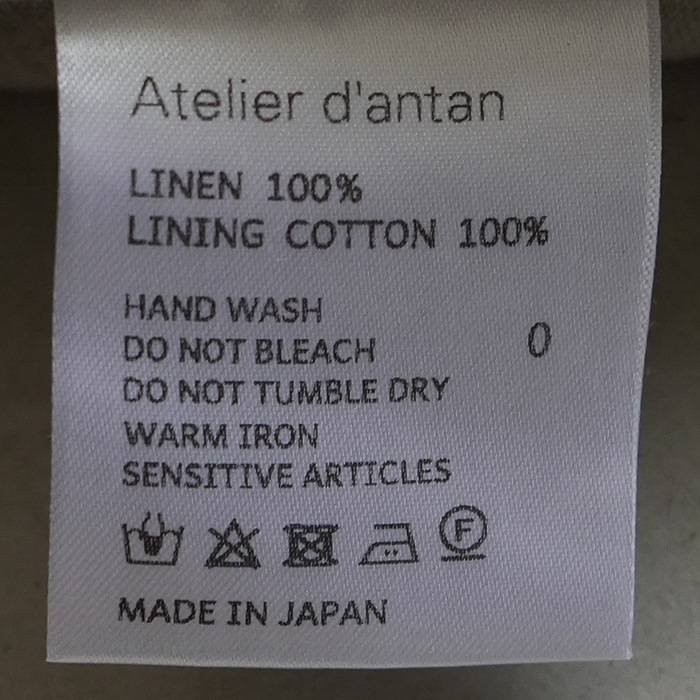 Atelier d'antan
LINEN 100%
LINING COTTON 100%
HAND WASH
DO NOT BLEACH
0
DO NOT TUMBLE DRY
WARM IRON
SENSITIVE ARTICLES
F
MADE IN JAPAN